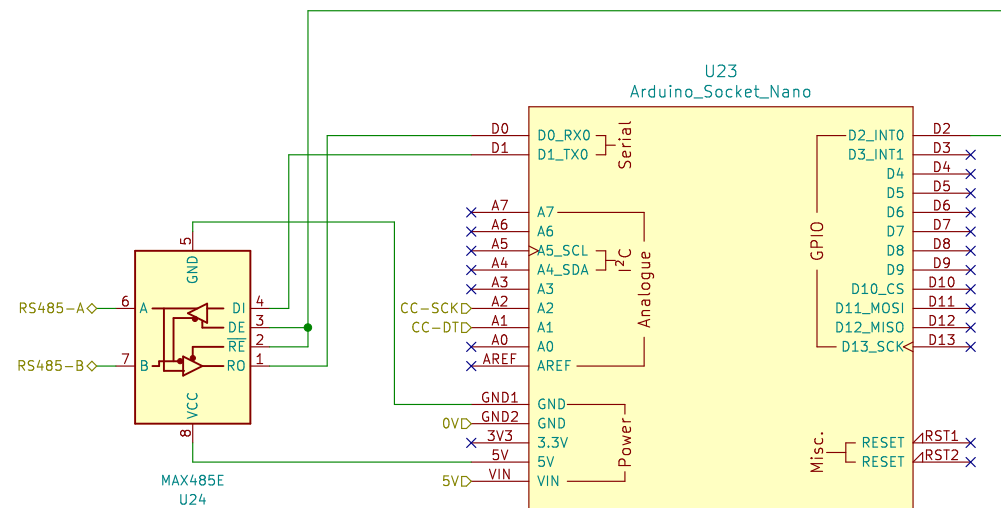 U23
Arduino_Socket_Nano
D0 D0_RX0
D1 D1_TX0
Serial
A7 A7
A6 A6
A5 A5_SCL
A4 A4_SDA
I²C
A3 A3
CC-SCK A2 A2
CC-DT A1 A1
A0 A0
AREF AREF
Analogue
GND1 GND
0V GND2 GND
3V3 3.3V
5V 5V
5V VIN VIN
Power
D2_INT0 D2
D3_INT1 D3
D4 D4
D5 D5
D6 D6
D7 D7
D8 D8
D9 D9
D10_CS D10
D11_MOSI D11
D12_MISO D12
D13_SCK D13
GPIO
RESET RST1
RESET RST2
Misc.
5
GND
RS485-A 6 A DI 4
DE 3
RE 2
RS485-B 7 B RO 1
VCC
8
MAX485E
U24